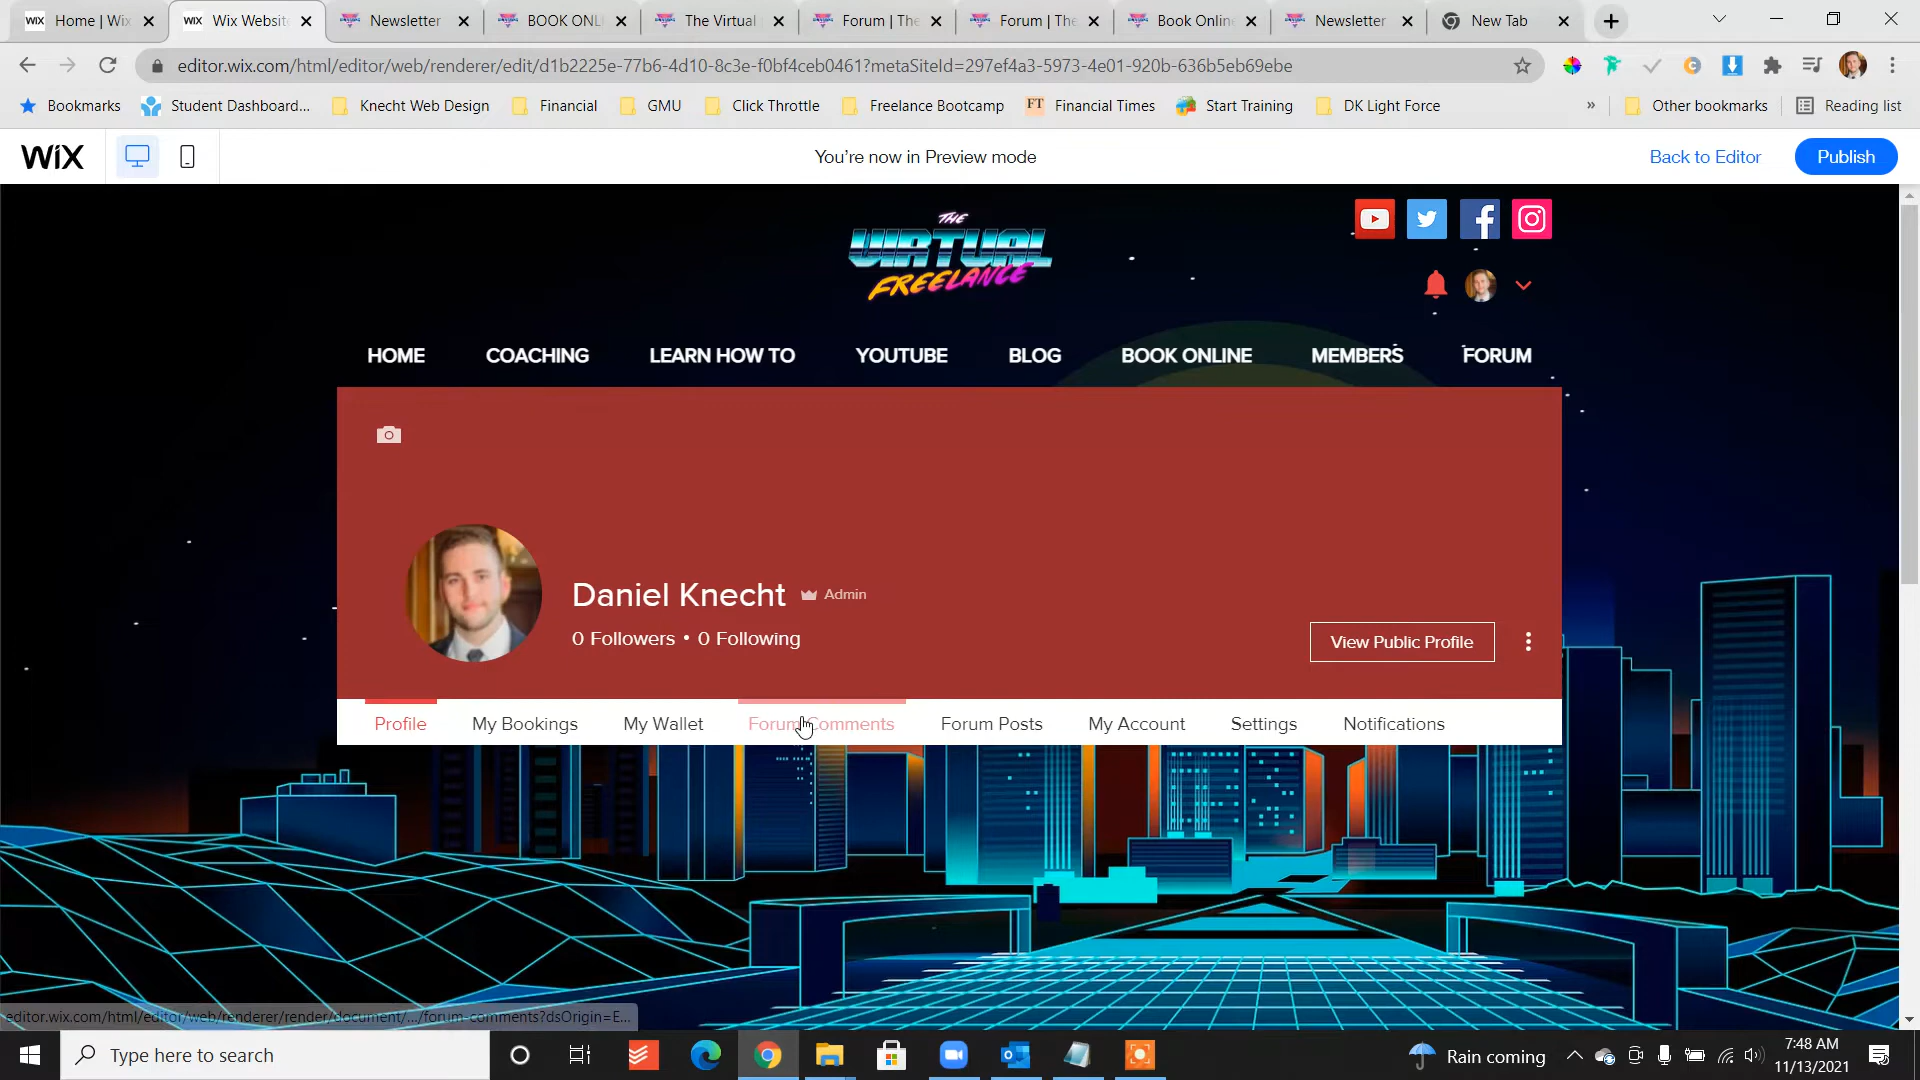 WiX Home | Wix
WiX Wix Website
Newsletter
BOOK ONL
The Virtual
Forum | The
Forum | The
Book Online
Newsletter
New Tab
editor.wix.com/html/editor/web/renderer/edit/d1b2225e-77b6-4d10-8c3e-f0bf4ceb0461?metaSiteId=297ef4a3-5973-4e01-920b-636b5eb69ebe
Bookmarks Student Dashboard... Knecht Web Design Financial GMU Click Throttle Freelance Bootcamp FT Financial Times Start Training DK Light Force » Other bookmarks Reading list
WiX You're now in Preview mode Back to Editor Publish
THE
VIRTUAL
FREELANCE
HOME COACHING LEARN HOW TO YOUTUBE BLOG BOOK ONLINE MEMBERS FORUM
Daniel Knecht Admin
0 Followers • 0 Following
View Public Profile
Profile My Bookings My Wallet Forum Comments Forum Posts My Account Settings Notifications
editor.wix.com/html/editor/web/renderer/render/document/.../forum-comments?dsOrigin=E...
Type here to search
Rain coming
7:48 AM
11/13/2021